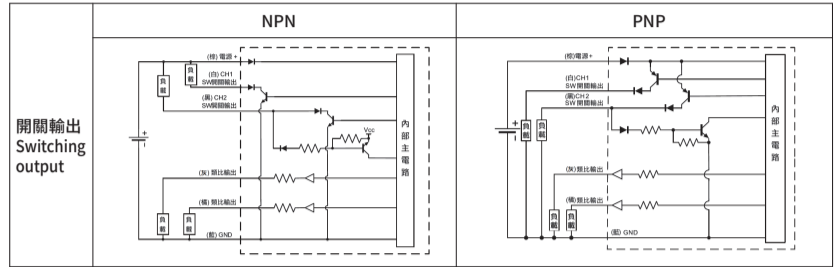 NPN
PNP
開關輸出
Switching
output
(棕) 電源 +
(白) CH1
SW開關輸出
(黑) CH2
SW開關輸出
負載
負載
+
−
Vcc
內部主電路
(灰) 類比輸出
(橘) 類比輸出
負載
負載
(藍) GND
(棕) 電源 +
(白)CH1
SW 開關輸出
(黑)CH2
SW 開關輸出
+
−
負載
負載
內部主電路
(灰) 類比輸出
(橘) 類比輸出
負載
負載
(藍) GND